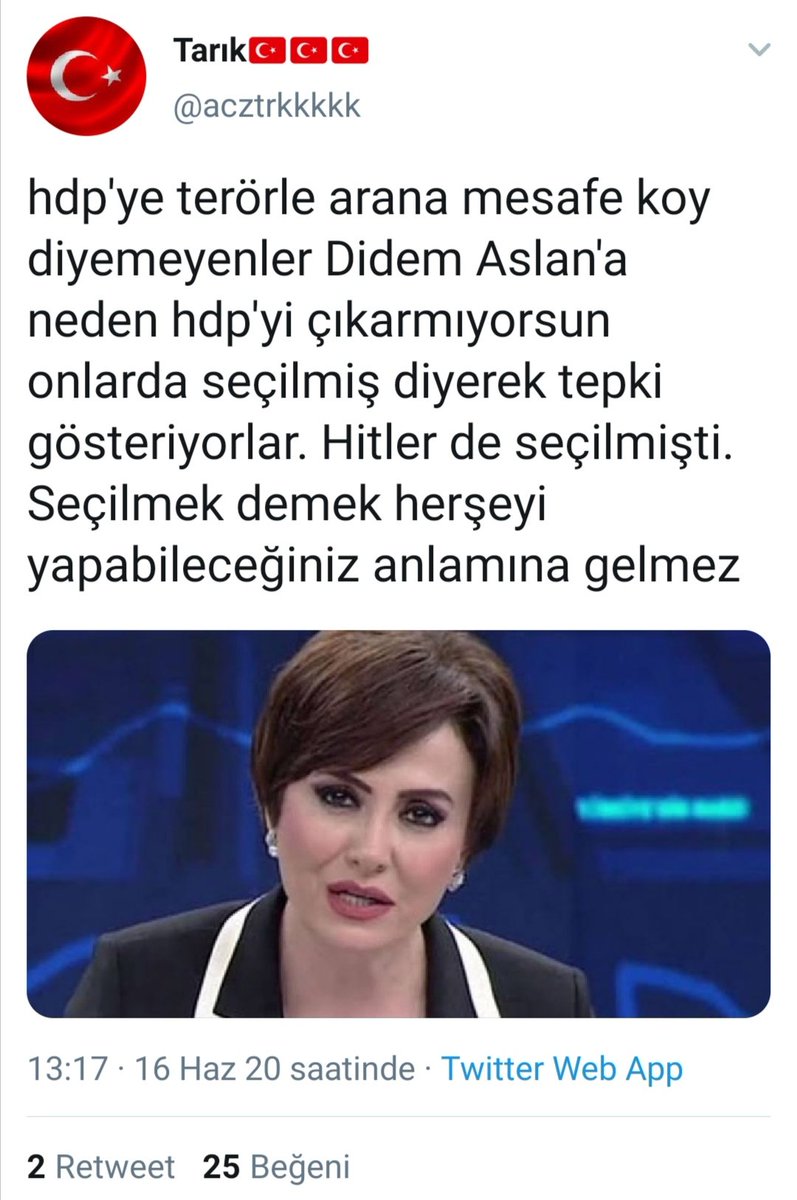 Tarık🇹🇷🇹🇷🇹🇷
@acztrkkkkk
hdp'ye terörle arana mesafe koy
diyemeyenler Didem Aslan'a
neden hdp'yi çıkarmıyorsun
onlarda seçilmiş diyerek tepki
gösteriyorlar. Hitler de seçilmişti.
Seçilmek demek herşeyi
yapabileceğiniz anlamına gelmez
13:17 · 16 Haz 20 saatinde · Twitter Web App
2 Retweet 25 Beğeni